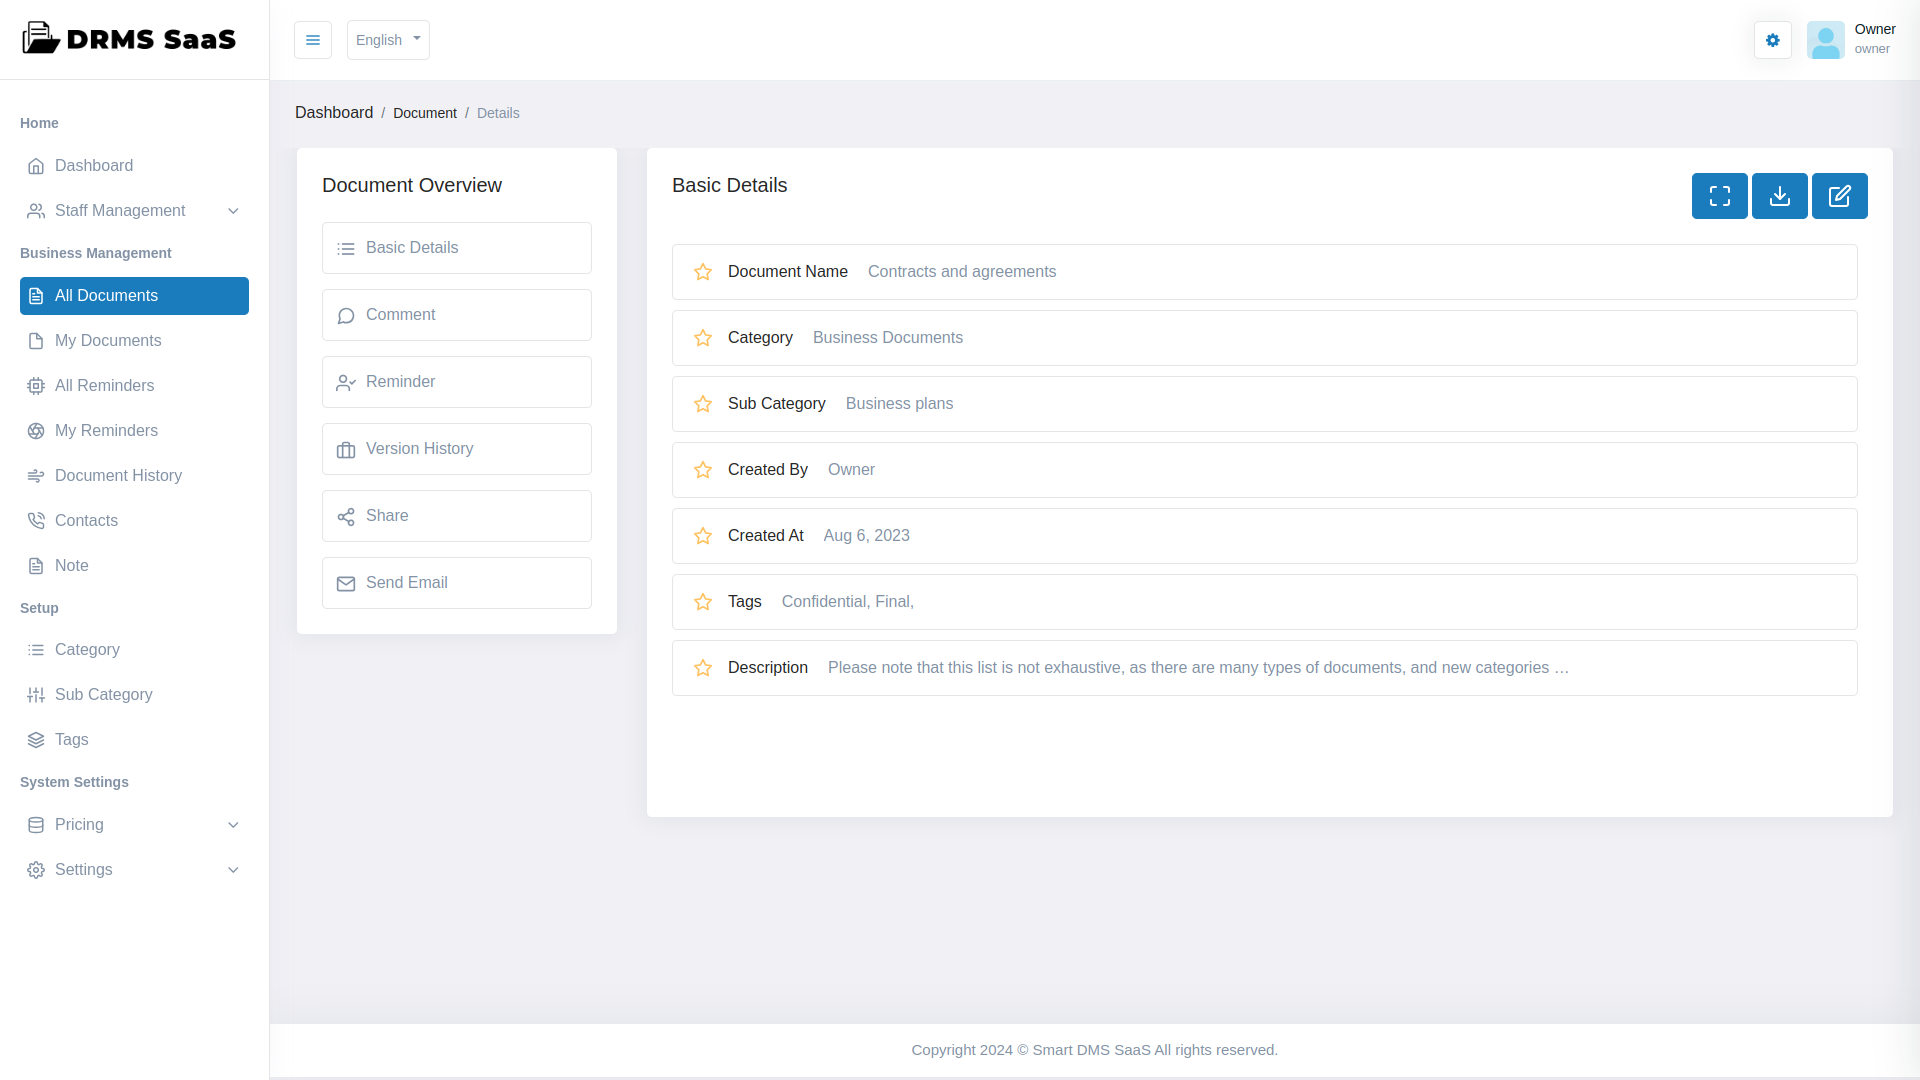 DRMS SaaS
English
Owner
owner
Home
Dashboard
Staff Management
Business Management
All Documents
My Documents
All Reminders
My Reminders
Document History
Contacts
Note
Setup
Category
Sub Category
Tags
System Settings
Pricing
Settings
Dashboard / Document / Details
Document Overview
Basic Details
Comment
Reminder
Version History
Share
Send Email
Basic Details
Document Name Contracts and agreements
Category Business Documents
Sub Category Business plans
Created By Owner
Created At Aug 6, 2023
Tags Confidential, Final,
Description Please note that this list is not exhaustive, as there are many types of documents, and new categories …
Copyright 2024 © Smart DMS SaaS All rights reserved.